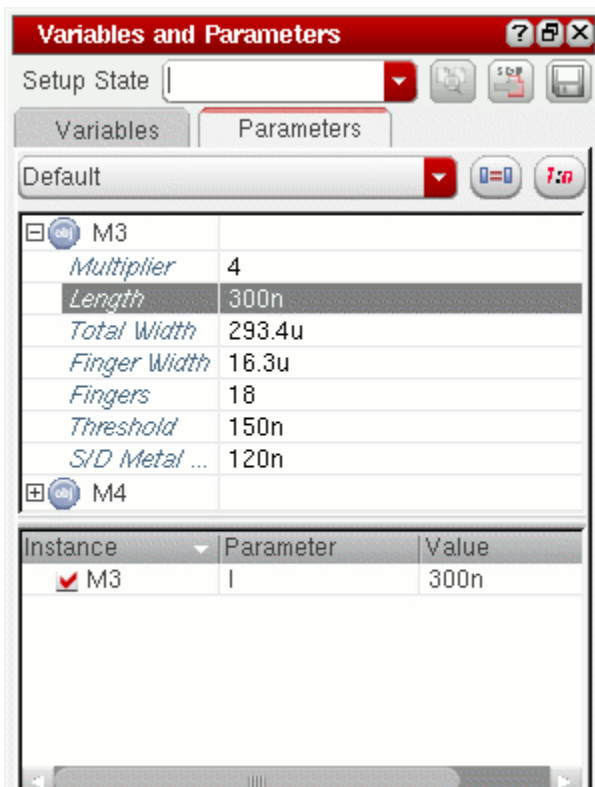 Variables and Parameters
Setup State
Variables Parameters
Default
M3
Multiplier 4
Length 300n
Total Width 293.4u
Finger Width 16.3u
Fingers 18
Threshold 150n
S/D Metal ... 120n
M4
Instance Parameter Value
M3 l 300n